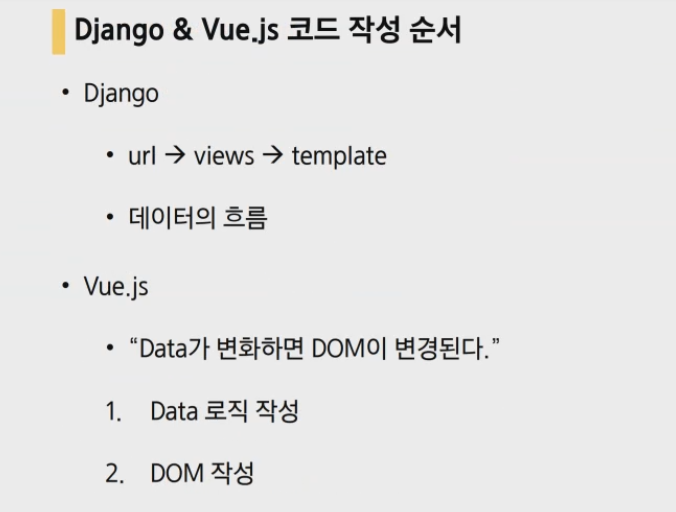 Django & Vue.js 코드 작성 순서
• Django
• url → views → template
• 데이터의 흐름
• Vue.js
• “Data가 변화하면 DOM이 변경된다.”
1. Data 로직 작성
2. DOM 작성